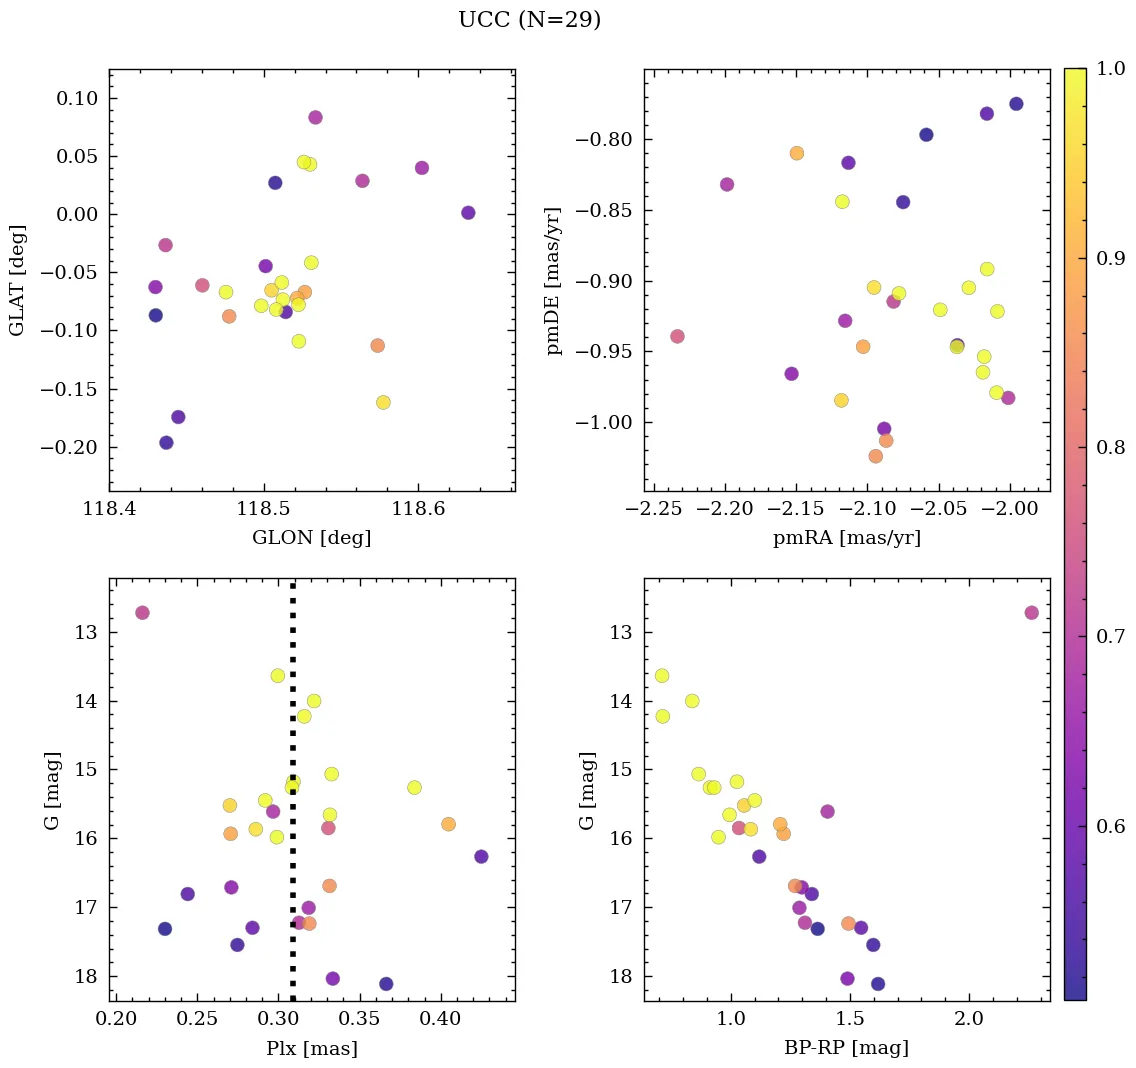 UCC (N=29)
0.10
0.05
0.00
−0.05
−0.10
−0.15
−0.20
GLAT [deg]
118.4 118.5 118.6
GLON [deg]
−0.80
−0.85
−0.90
−0.95
−1.00
pmDE [mas/yr]
−2.25 −2.20 −2.15 −2.10 −2.05 −2.00
pmRA [mas/yr]
13
14
15
16
17
18
G [mag]
0.20 0.25 0.30 0.35 0.40
Plx [mas]
13
14
15
16
17
18
G [mag]
1.0 1.5 2.0
BP-RP [mag]
1.0
0.9
0.8
0.7
0.6